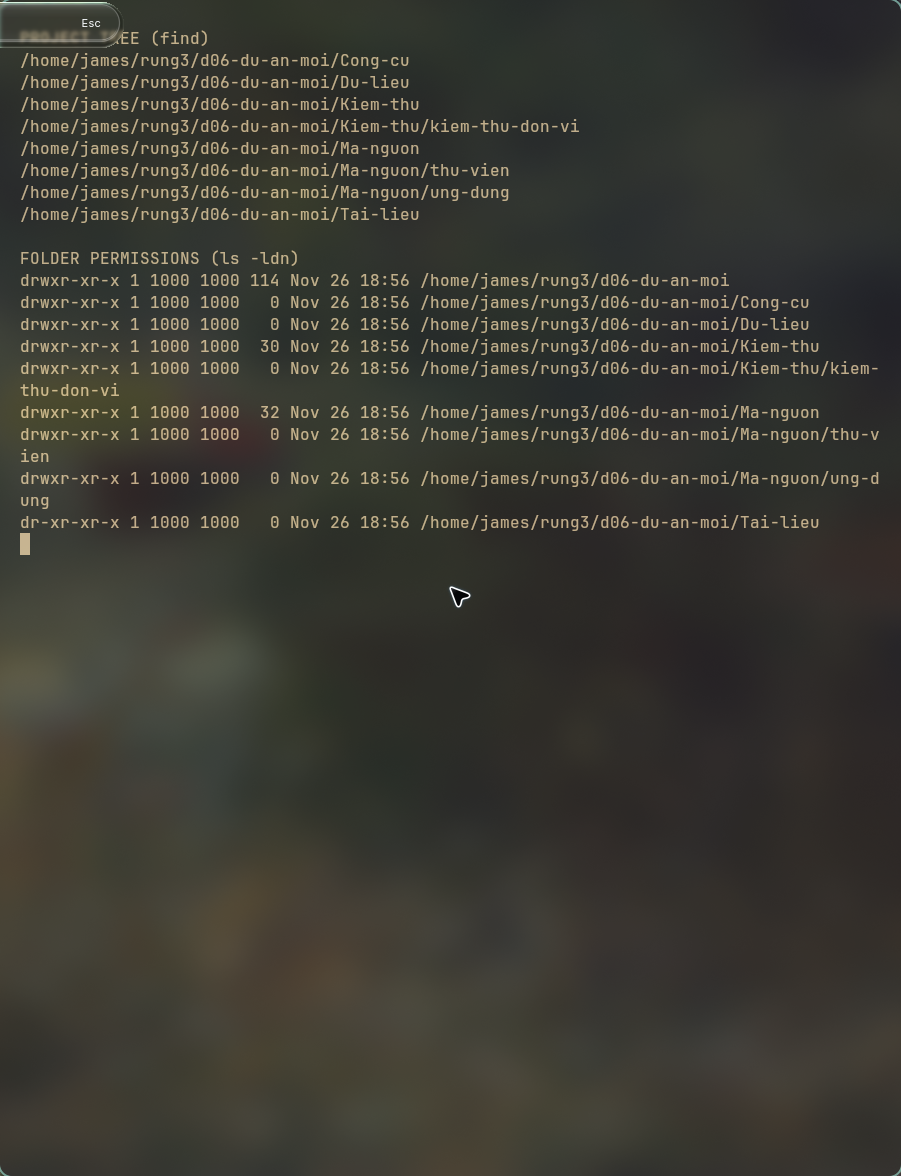 Esc
PROJECT TREE (find)
/home/james/rung3/d06-du-an-moi/Cong-cu
/home/james/rung3/d06-du-an-moi/Du-lieu
/home/james/rung3/d06-du-an-moi/Kiem-thu
/home/james/rung3/d06-du-an-moi/Kiem-thu/kiem-thu-don-vi
/home/james/rung3/d06-du-an-moi/Ma-nguon
/home/james/rung3/d06-du-an-moi/Ma-nguon/thu-vien
/home/james/rung3/d06-du-an-moi/Ma-nguon/ung-dung
/home/james/rung3/d06-du-an-moi/Tai-lieu
FOLDER PERMISSIONS (ls -ldn)
drwxr-xr-x 1 1000 1000 114 Nov 26 18:56 /home/james/rung3/d06-du-an-moi
drwxr-xr-x 1 1000 1000   0 Nov 26 18:56 /home/james/rung3/d06-du-an-moi/Cong-cu
drwxr-xr-x 1 1000 1000   0 Nov 26 18:56 /home/james/rung3/d06-du-an-moi/Du-lieu
drwxr-xr-x 1 1000 1000  30 Nov 26 18:56 /home/james/rung3/d06-du-an-moi/Kiem-thu
drwxr-xr-x 1 1000 1000   0 Nov 26 18:56 /home/james/rung3/d06-du-an-moi/Kiem-thu/kiem-
thu-don-vi
drwxr-xr-x 1 1000 1000  32 Nov 26 18:56 /home/james/rung3/d06-du-an-moi/Ma-nguon
drwxr-xr-x 1 1000 1000   0 Nov 26 18:56 /home/james/rung3/d06-du-an-moi/Ma-nguon/thu-v
ien
drwxr-xr-x 1 1000 1000   0 Nov 26 18:56 /home/james/rung3/d06-du-an-moi/Ma-nguon/ung-d
ung
dr-xr-xr-x 1 1000 1000   0 Nov 26 18:56 /home/james/rung3/d06-du-an-moi/Tai-lieu